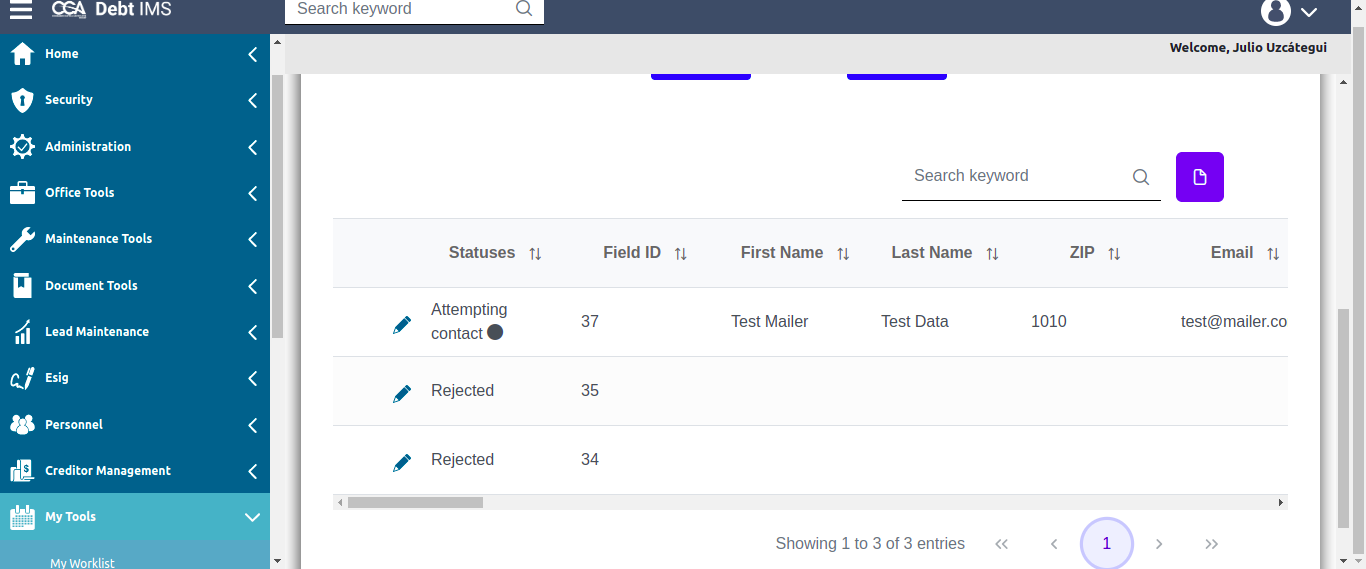 CGA Debt IMS
Search keyword
Welcome, Julio Uzcátegui
Home
Security
Administration
Office Tools
Maintenance Tools
Document Tools
Lead Maintenance
Esig
Personnel
Creditor Management
My Tools
My Worklist
Search keyword
Statuses Field ID First Name Last Name ZIP Email
Attempting
contact 37 Test Mailer Test Data 1010 test@mailer.co
Rejected 35
Rejected 34
Showing 1 to 3 of 3 entries 1